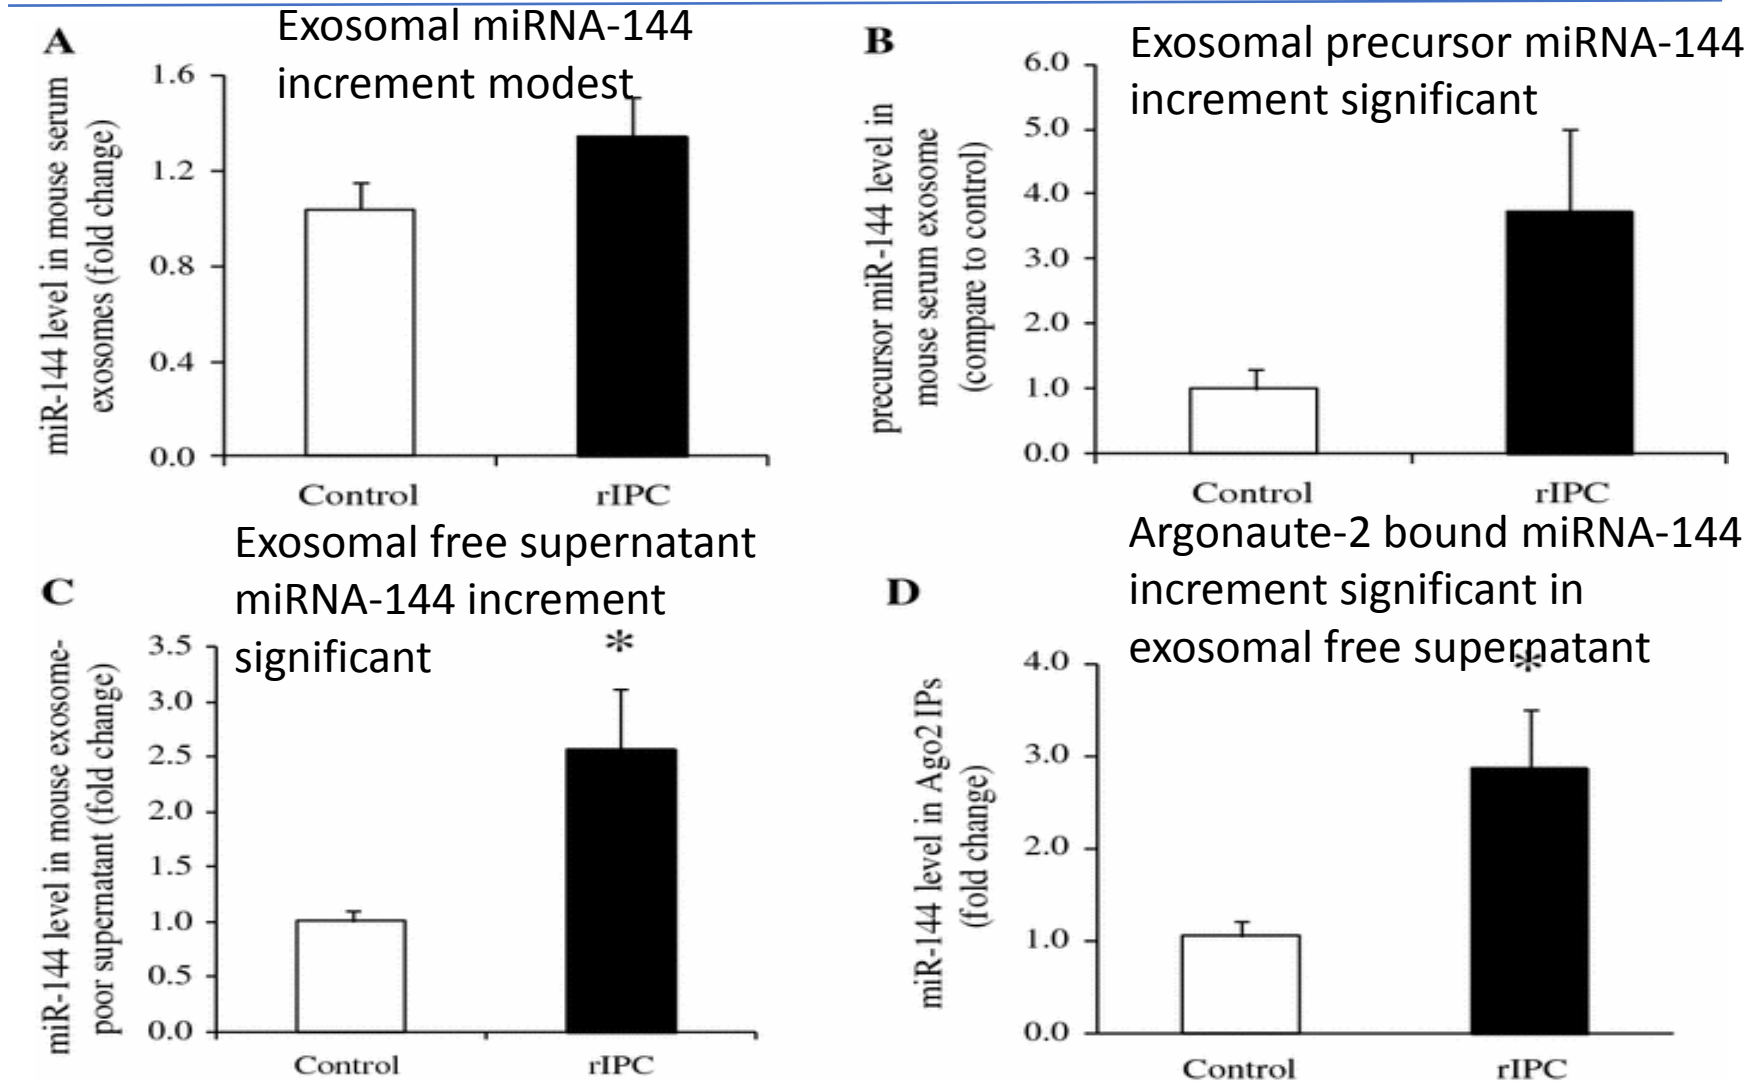 A
Exosomal miRNA-144
increment modest
miR-144 level in mouse serum
exosomes (fold change)
1.6
1.2
0.8
0.4
0.0
Control
rIPC
B
Exosomal precursor miRNA-144
increment significant
precursor miR-144 level in
mouse serum exosome
(compare to control)
6.0
5.0
4.0
3.0
2.0
1.0
0.0
Control
rIPC
C
Exosomal free supernatant
miRNA-144 increment
significant
miR-144 level in mouse exosome-
poor supernatant (fold change)
3.5
3.0
2.5
2.0
1.5
1.0
0.5
0.0
*
Control
rIPC
D
Argonaute-2 bound miRNA-144
increment significant in
exosomal free supernatant
miR-144 level in Ago2 IPs
(fold change)
4.0
3.0
2.0
1.0
0.0
*
Control
rIPC